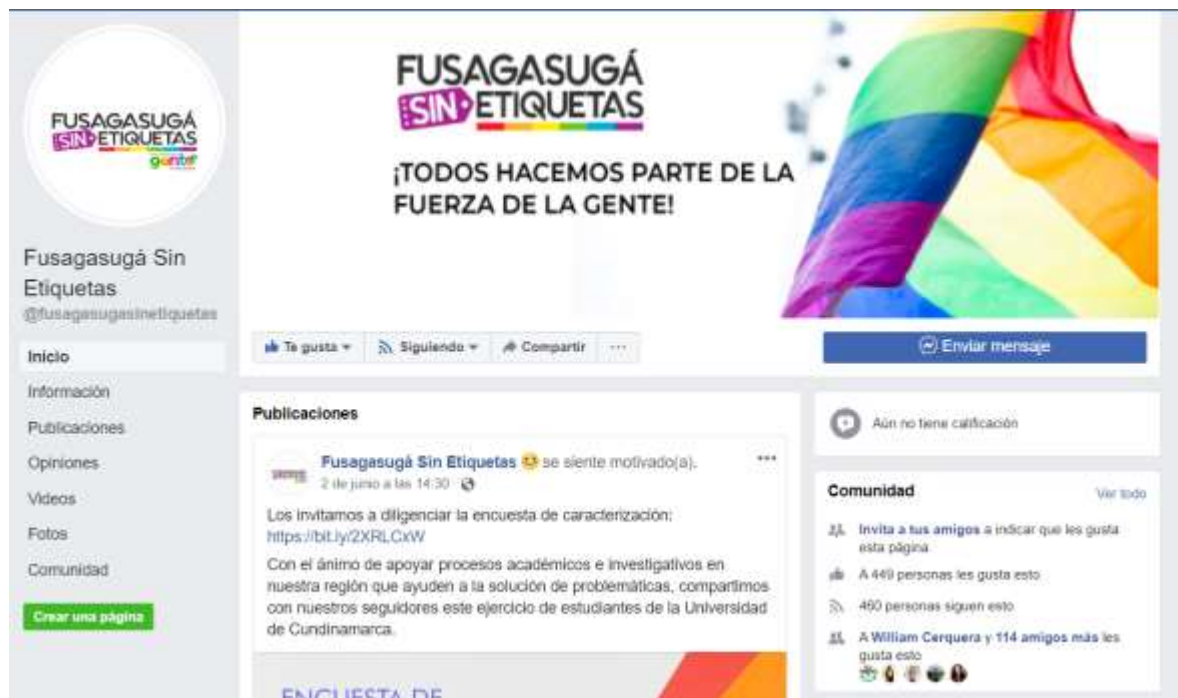 FUSAGASUGÁ
SIN ETIQUETAS
gente
Fusagasugá Sin
Etiquetas
@fusagasugasinetiquetas
Inicio
Información
Publicaciones
Opiniones
Videos
Fotos
Comunidad
Crear una página
FUSAGASUGÁ
SIN ETIQUETAS
¡TODOS HACEMOS PARTE DE LA
FUERZA DE LA GENTE!
Te gusta
Siguiendo
Compartir
Enviar mensaje
Publicaciones
Fusagasugá Sin Etiquetas se siente motivado(a).
2 de junio a las 14:30
Los invitamos a diligenciar la encuesta de caracterización:
https://bit.ly/2XRLCxW
Con el ánimo de apoyar procesos académicos e investigativos en
nuestra región que ayuden a la solución de problemáticas, compartimos
con nuestros seguidores este ejercicio de estudiantes de la Universidad
de Cundinamarca.
ENCUESTA DE
Aún no tiene calificación
Comunidad
Ver todo
Invita a tus amigos a indicar que les gusta
esta página
A 449 personas les gusta esto
460 personas siguen esto
A William Cerquera y 114 amigos más les
gusta esto